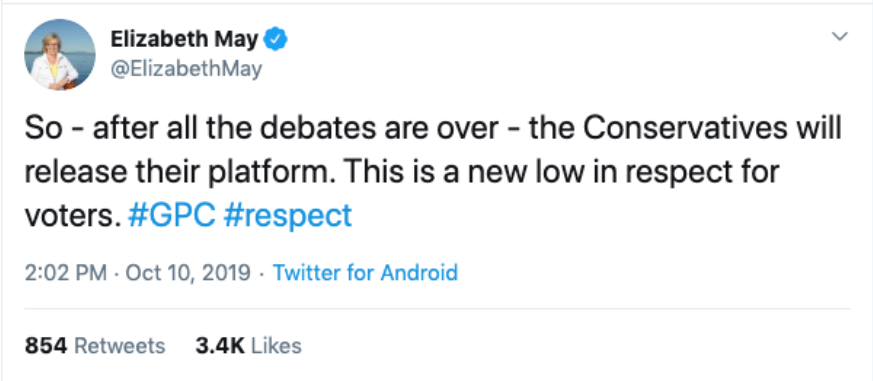 Elizabeth May
@ElizabethMay
So - after all the debates are over - the Conservatives will
release their platform. This is a new low in respect for
voters. #GPC #respect
2:02 PM · Oct 10, 2019 · Twitter for Android
854 Retweets 3.4K Likes